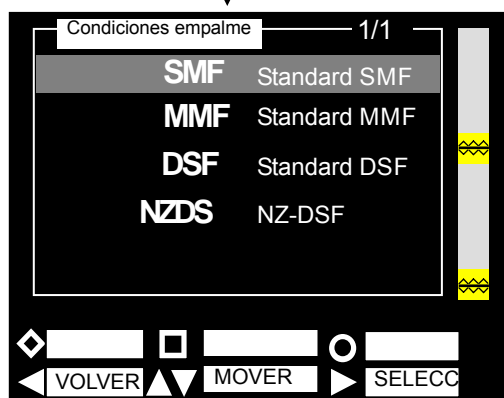 Condiciones empalme 1/1
SMF Standard SMF
MMF Standard MMF
DSF Standard DSF
NZDS NZ-DSF
VOLVER MOVER SELECC